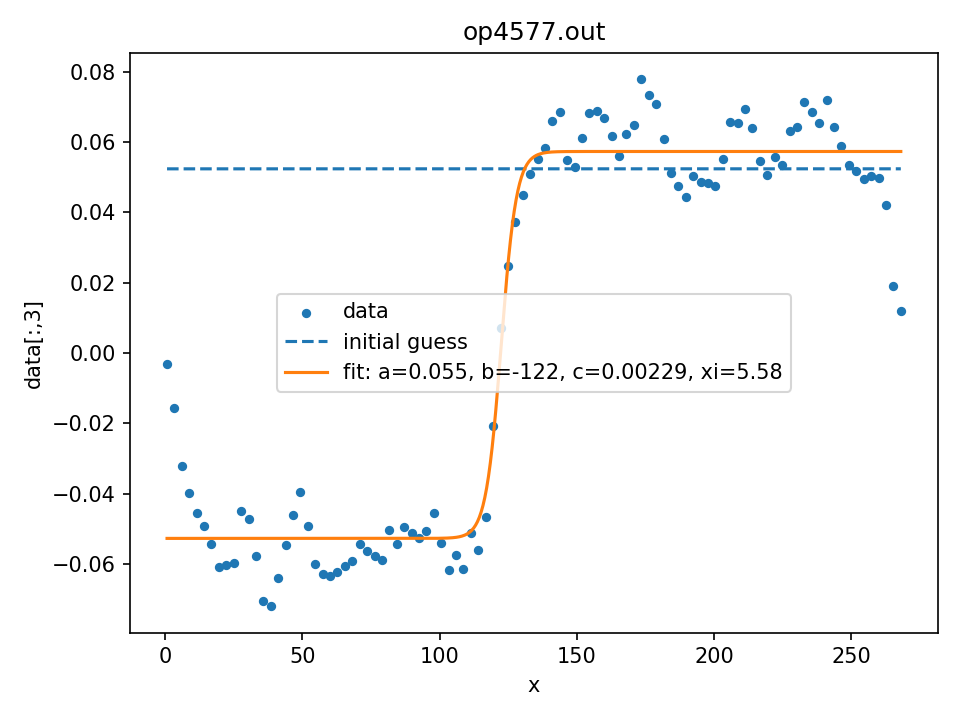 op4577.out
0.08
0.06
0.04
0.02
0.00
−0.02
−0.04
−0.06
data[:,3]
data
initial guess
fit: a=0.055, b=-122, c=0.00229, xi=5.58
0 50 100 150 200 250
x